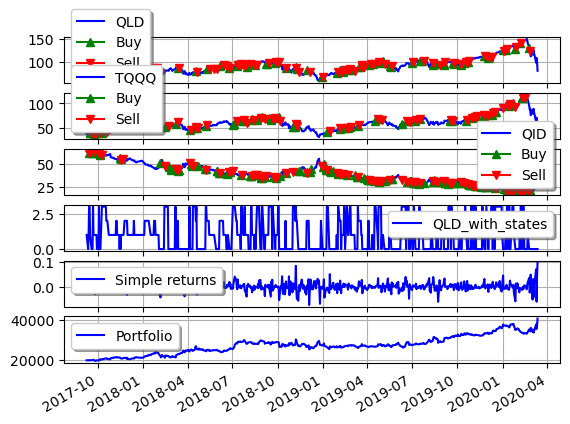 QLD
Buy
Sell
150
100
TQQQ
Buy
Sell
100
50
QID
Buy
Sell
50
25
QLD_with_states
2.5
0.0
Simple returns
0.1
0.0
Portfolio
40000
20000
2017-10
2018-01
2018-04
2018-07
2018-10
2019-01
2019-04
2019-07
2019-10
2020-01
2020-04